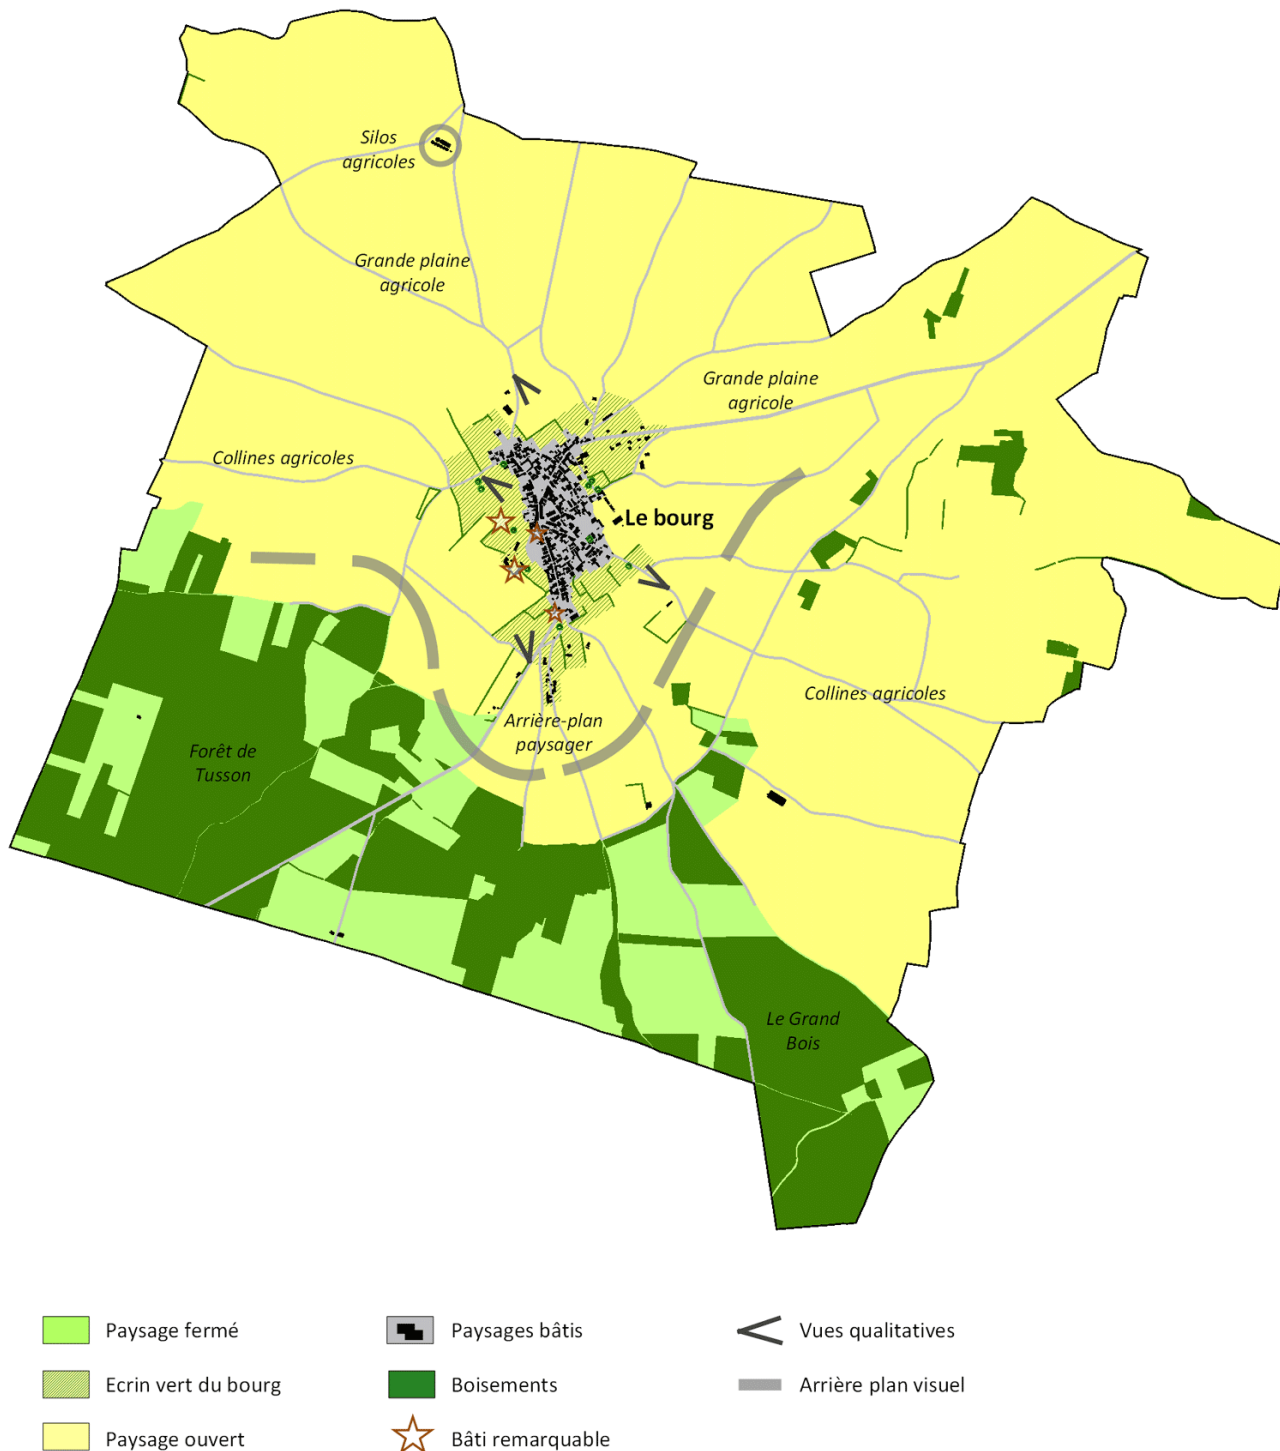 Silos
agricoles
Grande plaine
agricole
Grande plaine
agricole
Collines agricoles
Le bourg
Collines agricoles
Arrière-plan
paysager
Forêt de
Tusson
Le Grand
Bois
Paysage fermé
Paysages bâtis
Vues qualitatives
Ecrin vert du bourg
Boisements
Arrière plan visuel
Paysage ouvert
Bâti remarquable